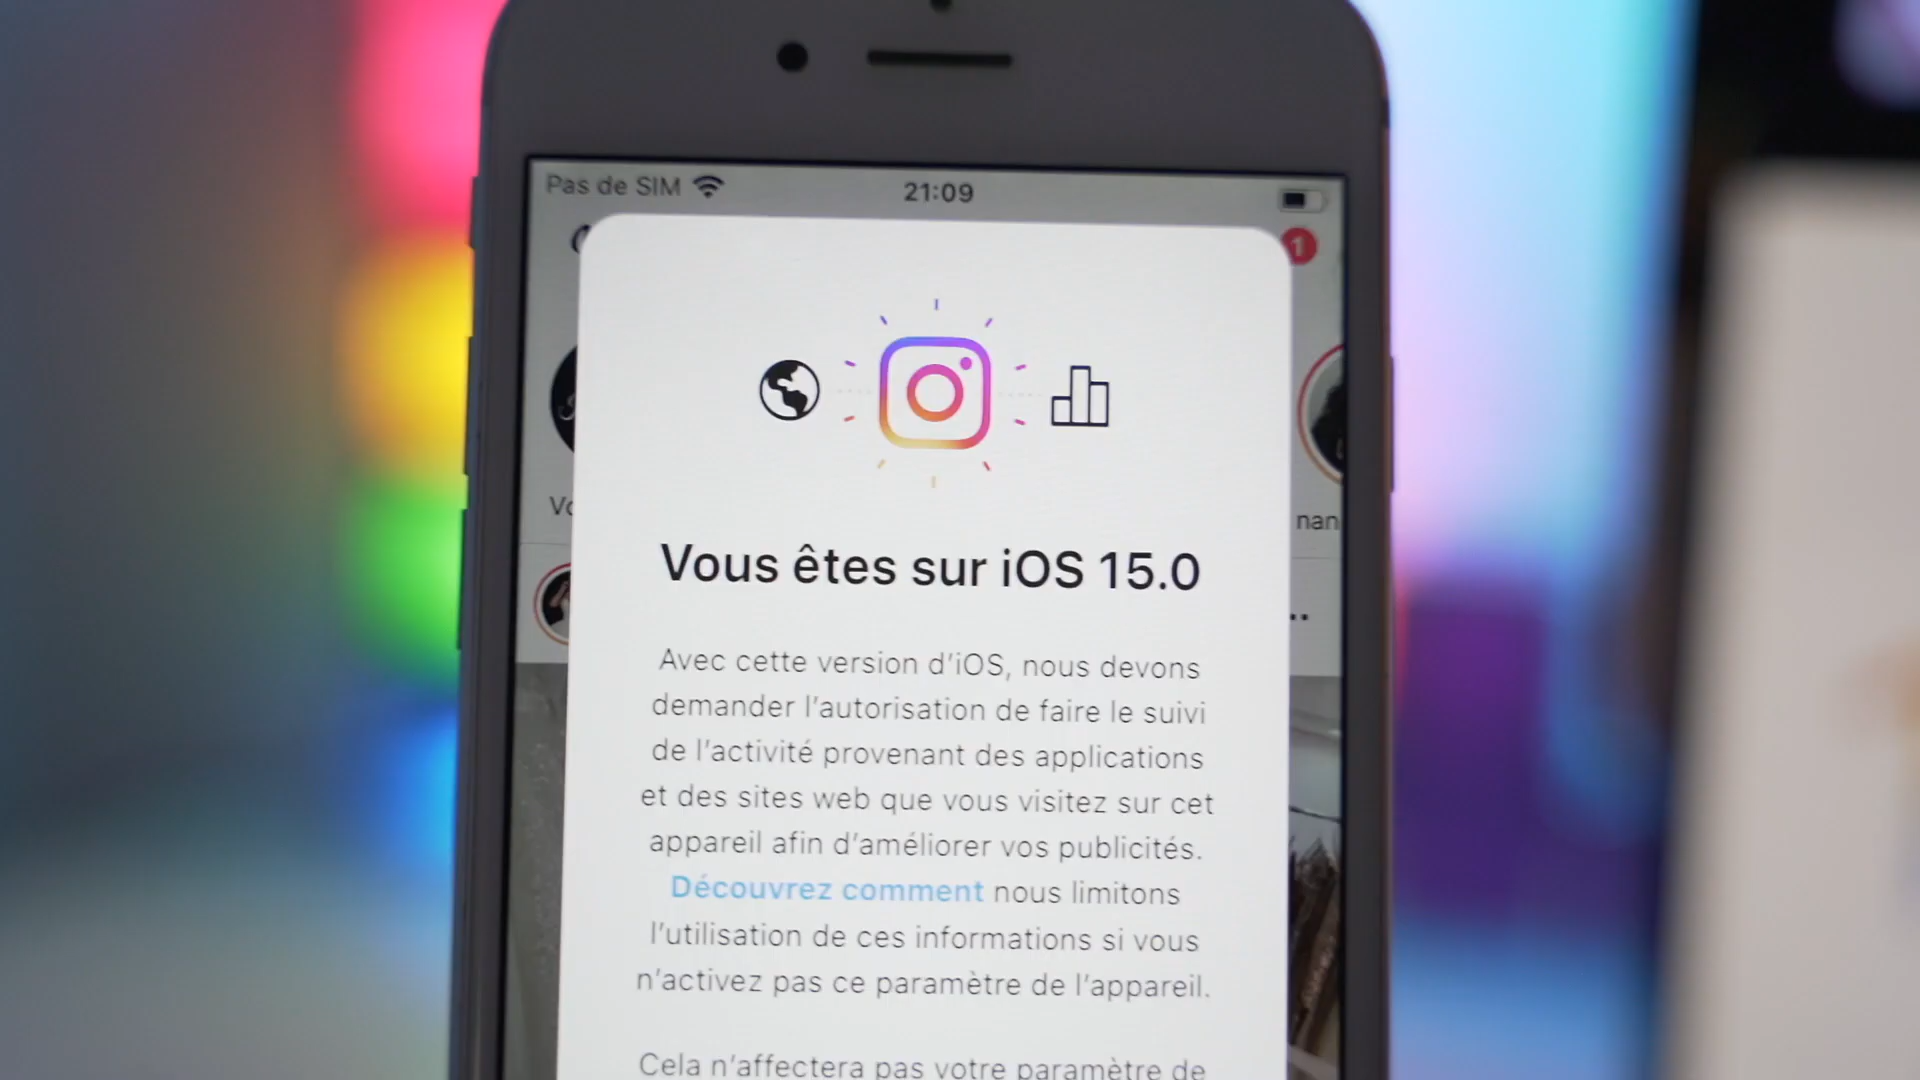 Pas de SIM 21:09
1
Vous êtes sur iOS 15.0
Avec cette version d’iOS, nous devons
demander l’autorisation de faire le suivi
de l’activité provenant des applications
et des sites web que vous visitez sur cet
appareil afin d’améliorer vos publicités.
Découvrez comment nous limitons
l’utilisation de ces informations si vous
n’activez pas ce paramètre de l’appareil.
Cela n’affectera pas votre paramètre de